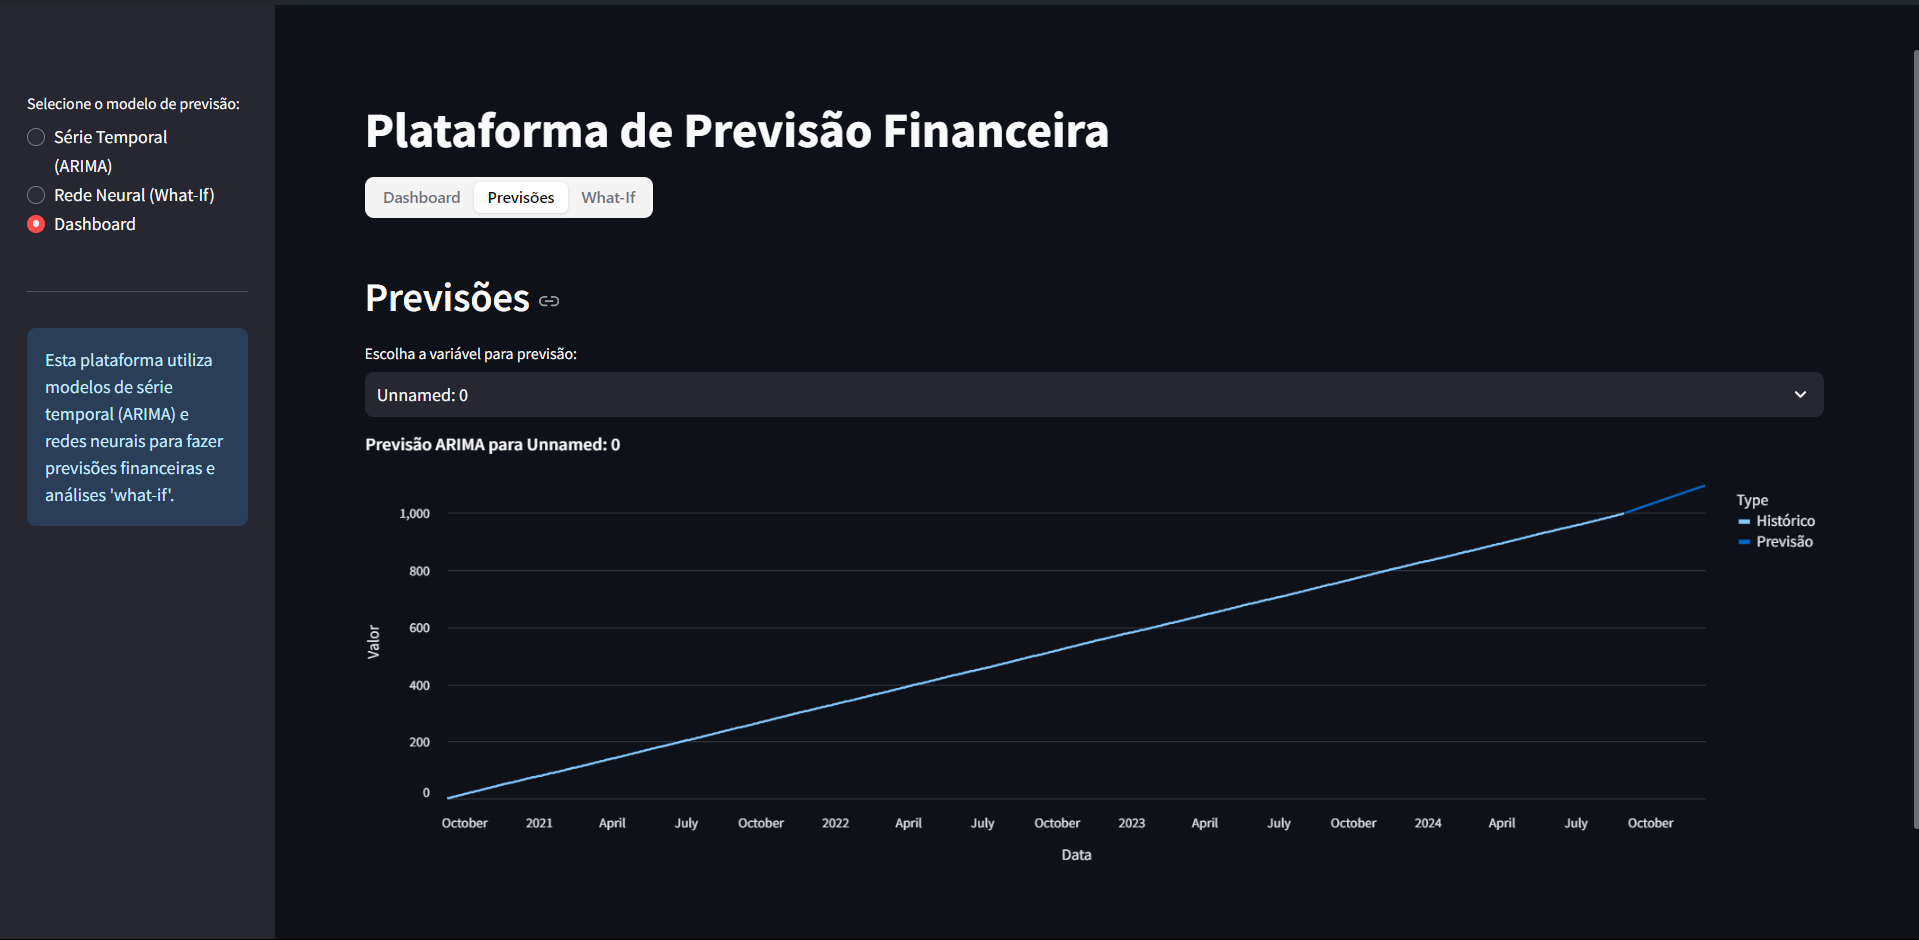 Selecione o modelo de previsão:
Série Temporal
(ARIMA)
Rede Neural (What-If)
Dashboard
Esta plataforma utiliza
modelos de série
temporal (ARIMA) e
redes neurais para fazer
previsões financeiras e
análises 'what-if'.
Plataforma de Previsão Financeira
Dashboard Previsões What-If
Previsões
Escolha a variável para previsão:
Unnamed: 0
Previsão ARIMA para Unnamed: 0
1,000
800
600
400
200
0
Valor
October 2021 April July October 2022 April July October 2023 April July October 2024 April July October
Data
Type
Histórico
Previsão